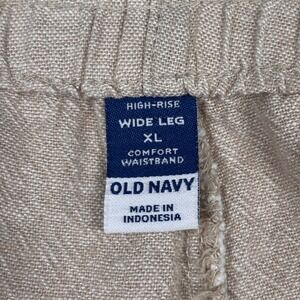 HIGH-RISE
WIDE LEG
XL
COMFORT
WAISTBAND
OLD NAVY
MADE IN
INDONESIA